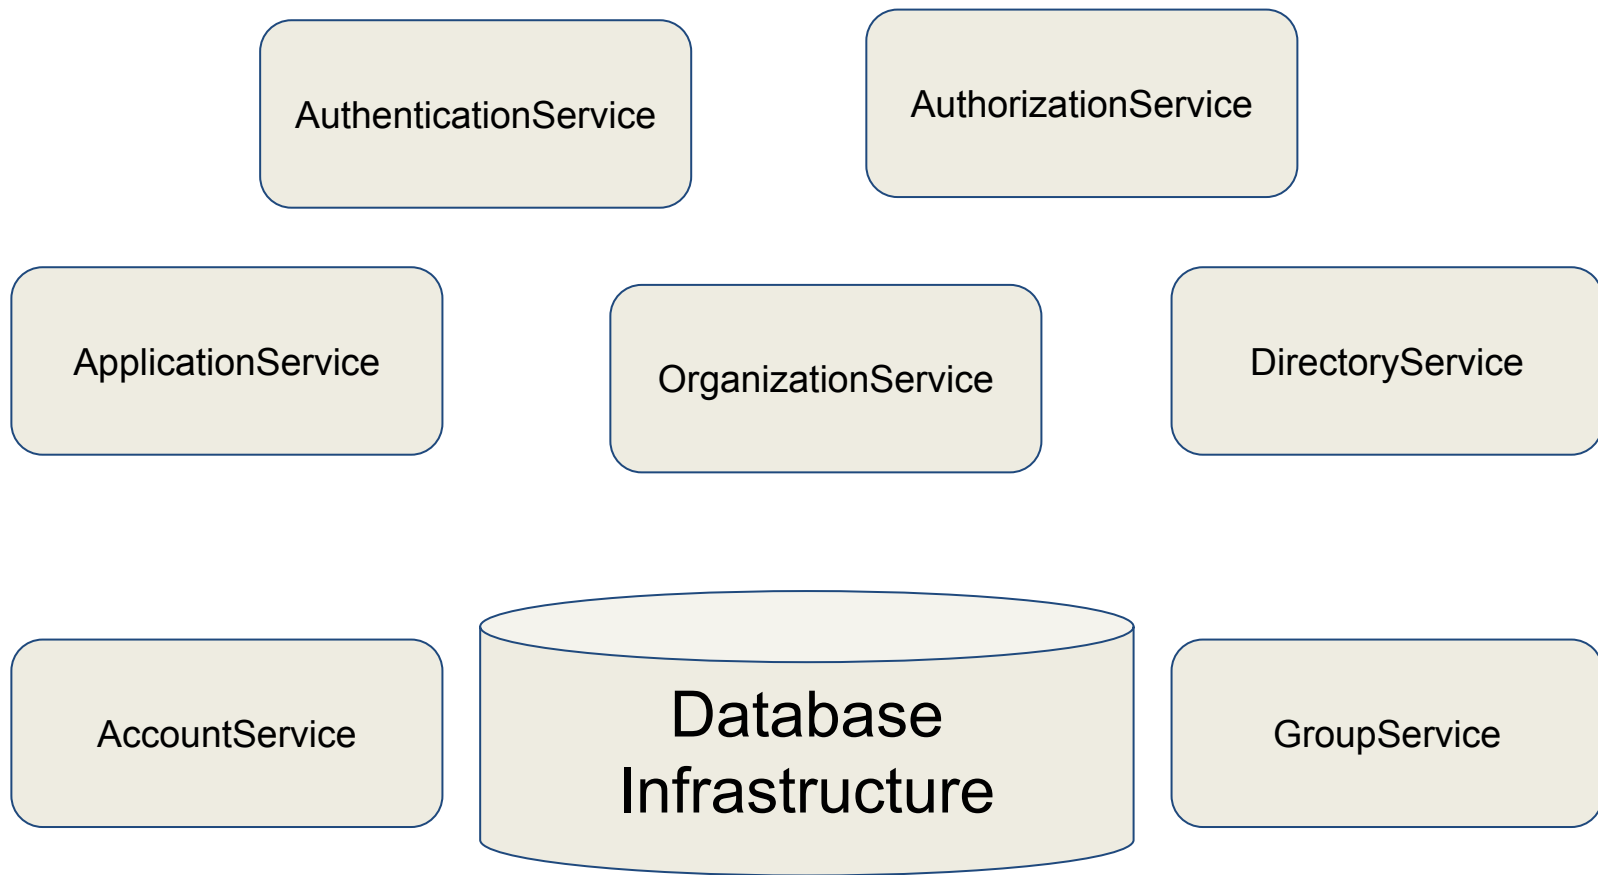 AuthenticationService
AuthorizationService
ApplicationService
OrganizationService
DirectoryService
AccountService
Database
Infrastructure
GroupService